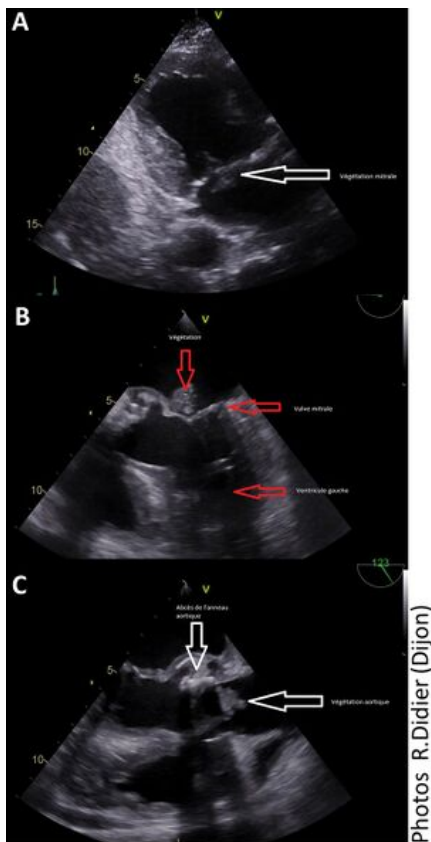 A
V
5
10
15
Végétation mitrale
B
V
Végétation
5
Valve mitrale
10
Ventricule gauche
C
123
V
Abcès de l'anneau
aortique
5
Végétation aortique
10
Photos R.Didier (Dijon)